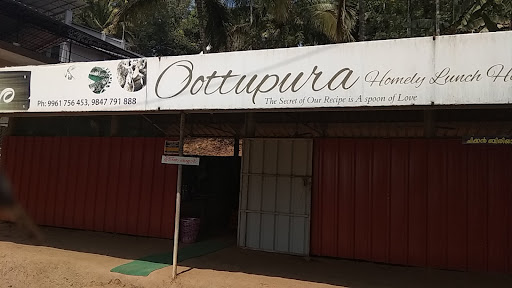 Oottupura Homely Lunch H
The Secret of Our Recipe is A spoon of Love
Ph: 9961 756 453, 9847 791 888